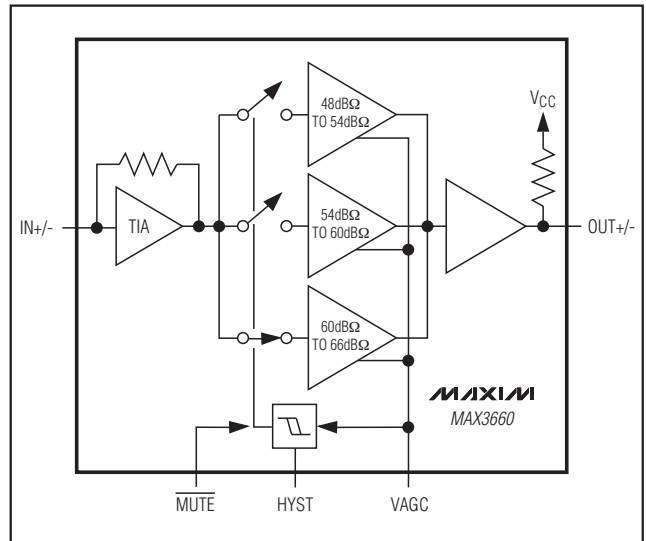 VCC
48dBΩ
TO 54dBΩ
54dBΩ
TO 60dBΩ
IN+/-
TIA
OUT+/-
60dBΩ
TO 66dBΩ
MAXIM
MAX3660
MUTE
HYST
VAGC